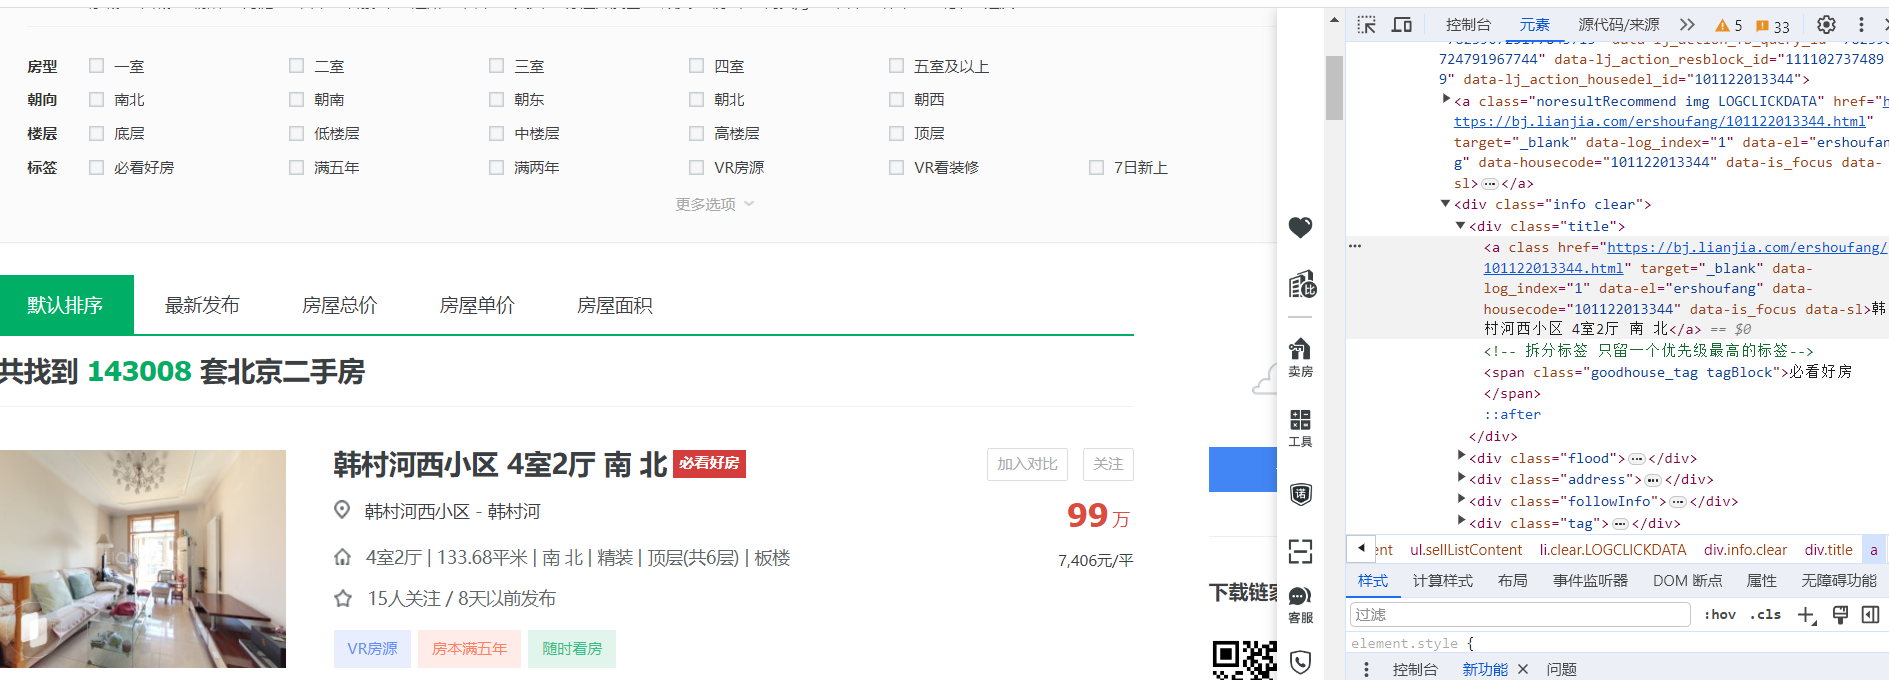 房型 一室 二室 三室 四室 五室及以上
朝向 南北 朝南 朝东 朝北 朝西
楼层 底层 低楼层 中楼层 高楼层 顶层
标签 必看好房 满五年 满两年 VR房源 VR看装修 7日新上
更多选项
默认排序 最新发布 房屋总价 房屋单价 房屋面积
共找到 143008 套北京二手房
韩村河西小区 4室2厅 南 北 必看好房
加入对比 关注
韩村河西小区 - 韩村河
99万
4室2厅 | 133.68平米 | 南 北 | 精装 | 顶层(共6层) | 板楼
7,406元/平
15人关注 / 8天以前发布
VR房源 房本满五年 随时看房
比
卖房
工具
诺
客服
下载链家
控制台 元素 源代码/来源 5 33
724791967744" data-lj_action_resblock_id="111102737489
9" data-lj_action_housedel_id="101122013344">
<a class="noresultRecommend img LOGCLICKDATA" href="h
ttps://bj.lianjia.com/ershoufang/101122013344.html"
target="_blank" data-log_index="1" data-el="ershoufan
g" data-housecode="101122013344" data-is_focus data-
sl>…</a>
<div class="info clear">
<div class="title">
… <a class href="https://bj.lianjia.com/ershoufang/
101122013344.html" target="_blank" data-
log_index="1" data-el="ershoufang" data-
housecode="101122013344" data-is_focus data-sl>韩
村河西小区 4室2厅 南 北</a> == $0
<!-- 拆分标签 只留一个优先级最高的标签-->
<span class="goodhouse_tag tagBlock">必看好房
</span>
::after
</div>
<div class="flood">…</div>
<div class="address">…</div>
<div class="followInfo">…</div>
<div class="tag">…</div>
ent ul.sellListContent li.clear.LOGCLICKDATA div.info.clear div.title a
样式 计算样式 布局 事件监听器 DOM 断点 属性 无障碍功能
过滤 :hov .cls
element.style {
控制台 新功能 问题